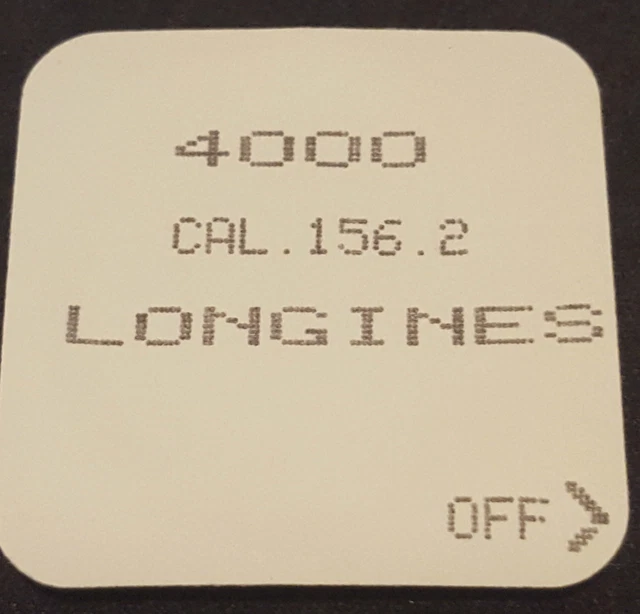 4000
CAL.156.2
LONGINES
OFF >